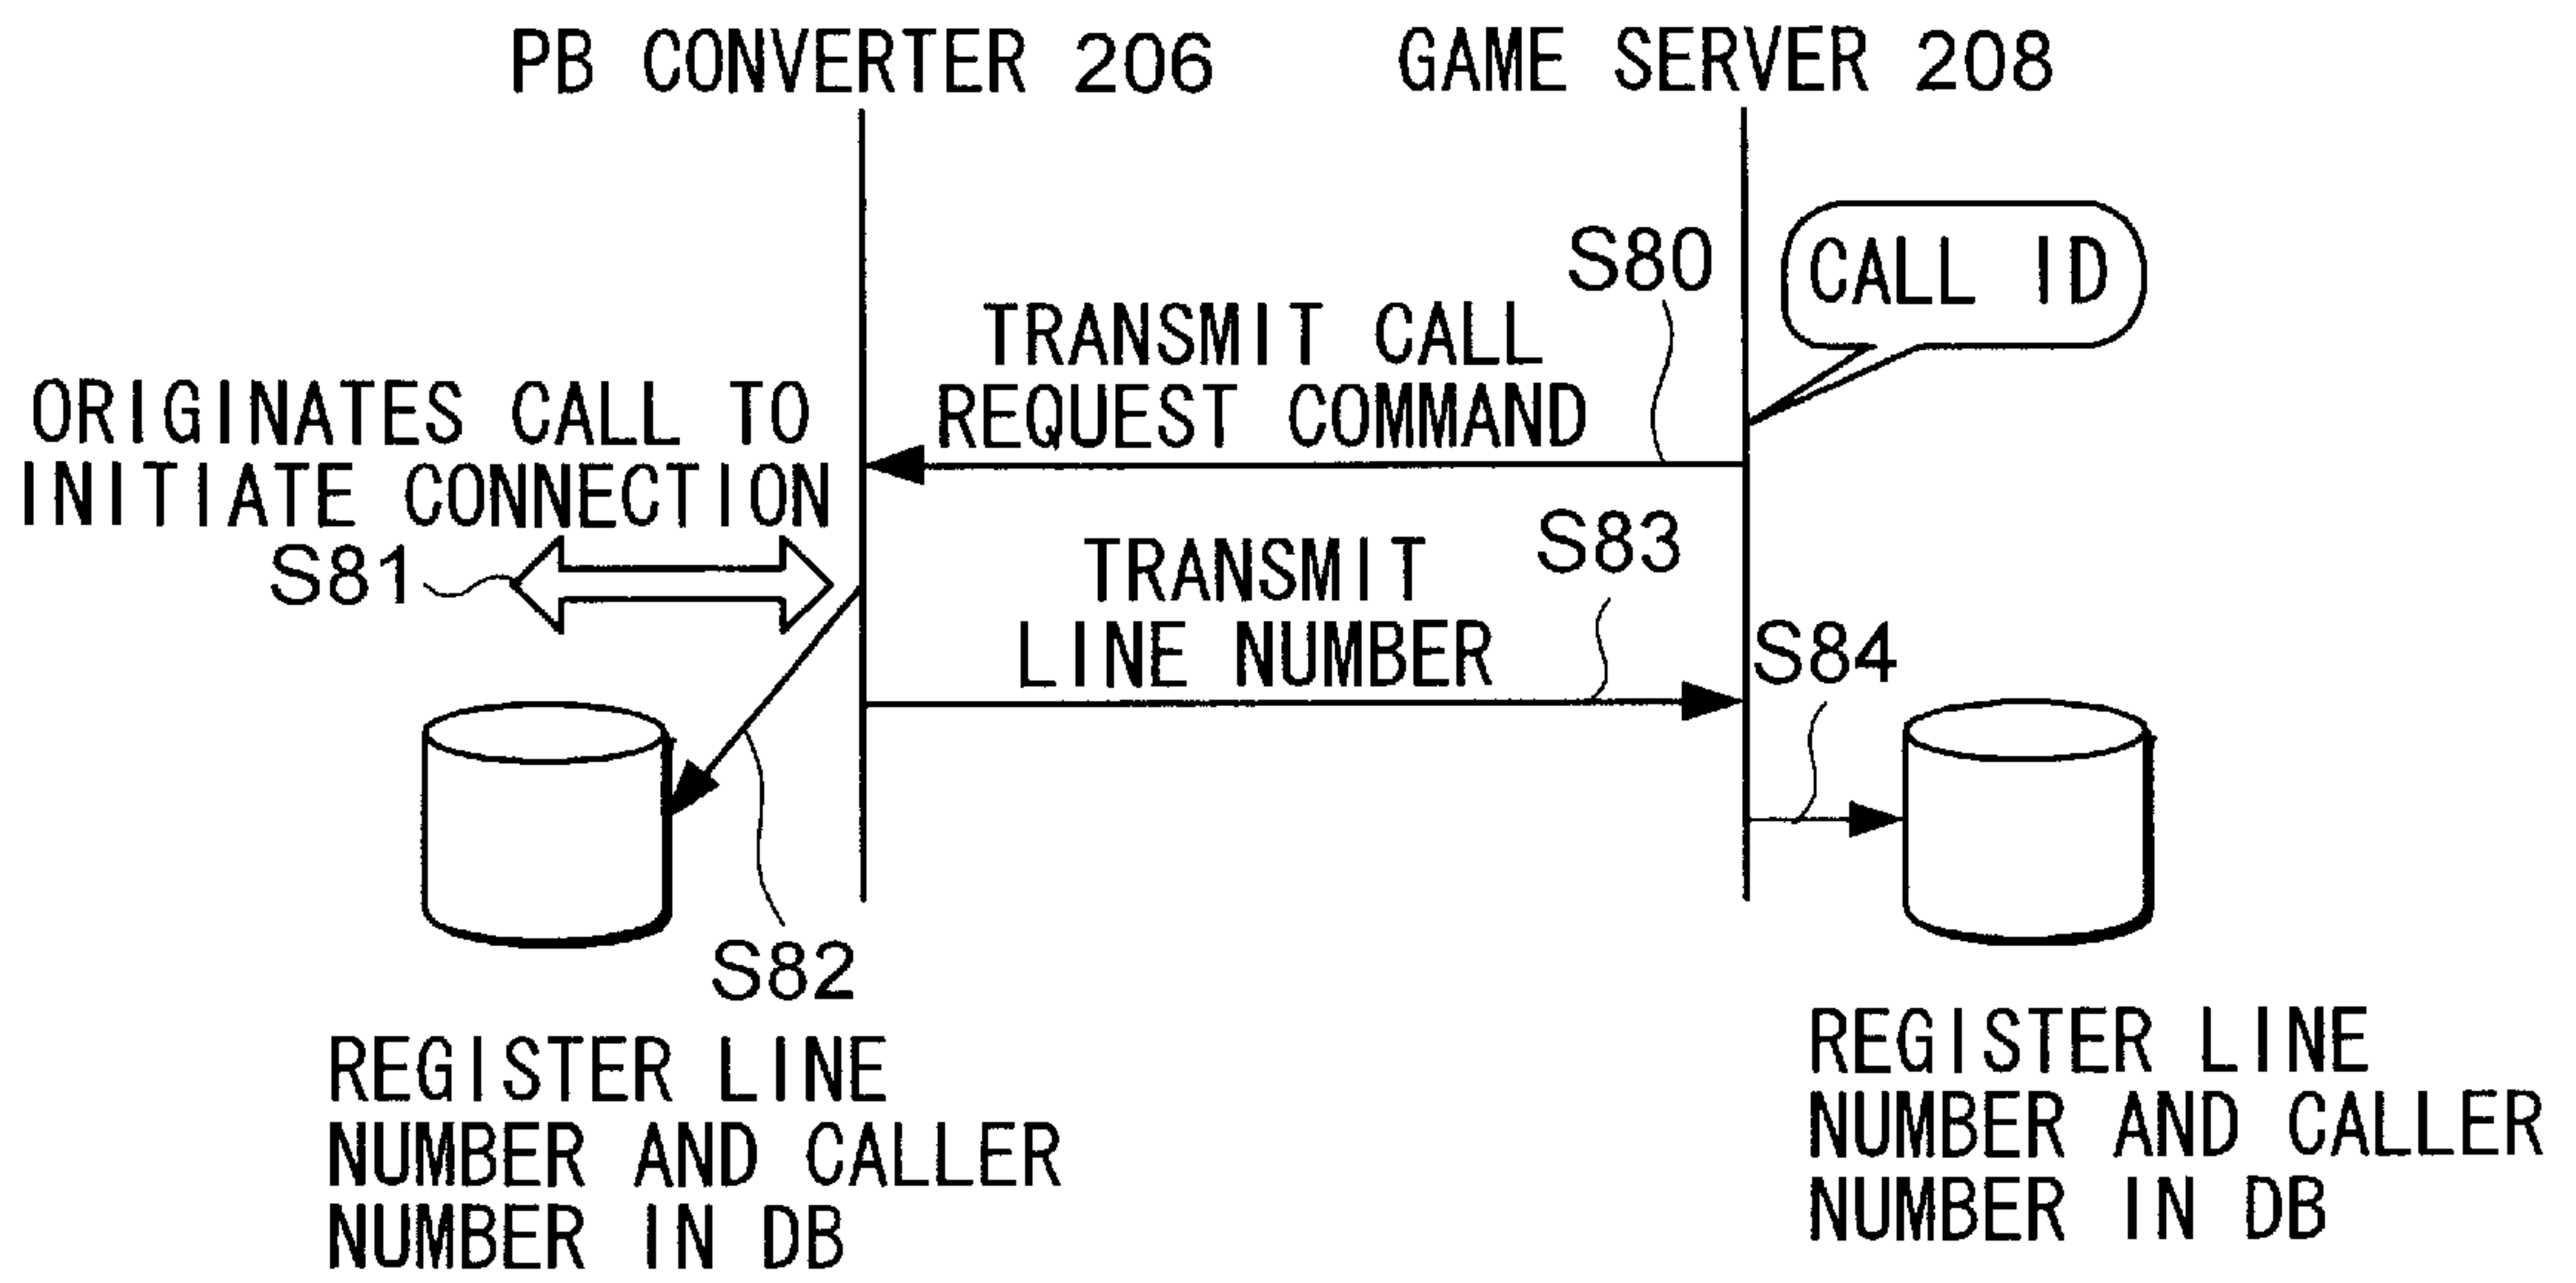 PB CONVERTER 206
GAME SERVER 208
CALL ID
S80
TRANSMIT CALL
REQUEST COMMAND
ORIGINATES CALL TO
INITIATE CONNECTION
S81
S83
TRANSMIT
LINE NUMBER
S84
S82
REGISTER LINE
NUMBER AND CALLER
NUMBER IN DB
REGISTER LINE
NUMBER AND CALLER
NUMBER IN DB